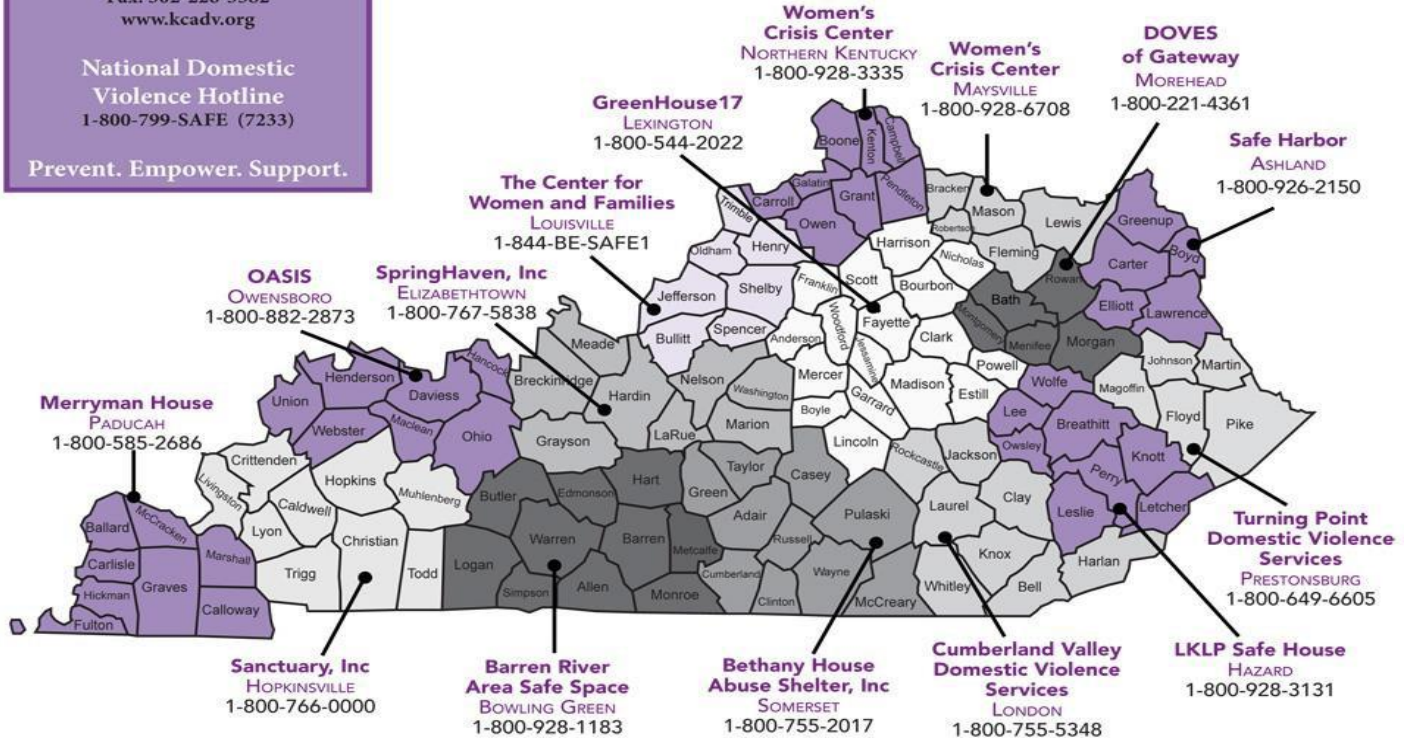 www.kcadv.org
National Domestic
Violence Hotline
1-800-799-SAFE (7233)
Prevent. Empower. Support.
Women's
Crisis Center
NORTHERN KENTUCKY
1-800-928-3335
Women's
Crisis Center
MAYSVILLE
1-800-928-6708
DOVES
of Gateway
MOREHEAD
1-800-221-4361
GreenHouse17
LEXINGTON
1-800-544-2022
Safe Harbor
ASHLAND
1-800-926-2150
The Center for
Women and Families
LOUISVILLE
1-844-BE-SAFE1
OASIS
OWENSBORO
1-800-882-2873
SpringHaven, Inc
ELIZABETHTOWN
1-800-767-5838
Merryman House
PADUCAH
1-800-585-2686
Boone
Kenton
Campbell
Galatin
Carroll
Grant
Pendleton
Owen
Bracken
Mason
Robertson
Lewis
Fleming
Greenup
Boyd
Carter
Elliott
Lawrence
Trimble
Oldham
Henry
Jefferson
Shelby
Bullitt
Spencer
Harrison
Nicholas
Scott
Franklin
Bourbon
Woodford
Fayette
Anderson
Jessamine
Clark
Mercer
Madison
Powell
Estill
Boyle
Garrard
Lincoln
Rowan
Bath
Montgomery
Menifee
Morgan
Johnson
Martin
Magoffin
Floyd
Pike
Wolfe
Lee
Breathitt
Owsley
Knott
Perry
Leslie
Letcher
Meade
Breckinridge
Hardin
Nelson
Washington
Grayson
LaRue
Marion
Hancock
Henderson
Daviess
Union
Webster
Maclean
Ohio
Crittenden
Livingston
Hopkins
Caldwell
Muhlenberg
Lyon
Christian
Trigg
Todd
Ballard
McCracken
Carlisle
Marshall
Graves
Hickman
Calloway
Fulton
Butler
Edmonson
Hart
Warren
Barren
Metcalfe
Logan
Simpson
Allen
Monroe
Green
Taylor
Casey
Adair
Pulaski
Russell
Cumberland
Wayne
Clinton
McCreary
Rockcastle
Jackson
Laurel
Clay
Knox
Whitley
Bell
Harlan
Turning Point
Domestic Violence
Services
PRESTONSBURG
1-800-649-6605
Sanctuary, Inc
HOPKINSVILLE
1-800-766-0000
Barren River
Area Safe Space
BOWLING GREEN
1-800-928-1183
Bethany House
Abuse Shelter, Inc
SOMERSET
1-800-755-2017
Cumberland Valley
Domestic Violence
Services
LONDON
1-800-755-5348
LKLP Safe House
HAZARD
1-800-928-3131